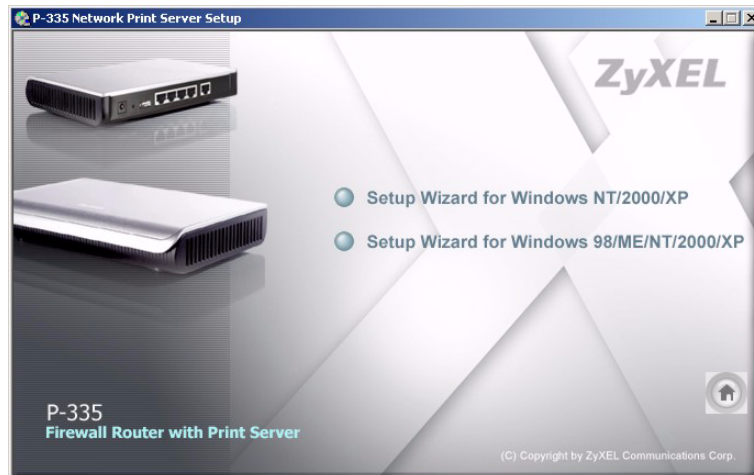 P-335 Network Print Server Setup
ZyXEL
Setup Wizard for Windows NT/2000/XP
Setup Wizard for Windows 98/ME/NT/2000/XP
P-335
Firewall Router with Print Server
(C) Copyright by ZyXEL Communications Corp.